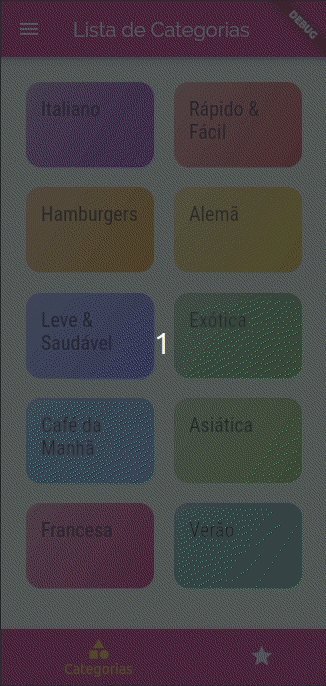 Lista de Categorias
DEBUG
Italiano
Rápido &
Fácil
Hamburgers
Alemã
Leve &
Saudável
Exótica
1
Café da
Manhã
Asiática
Francesa
Verão
Categorias